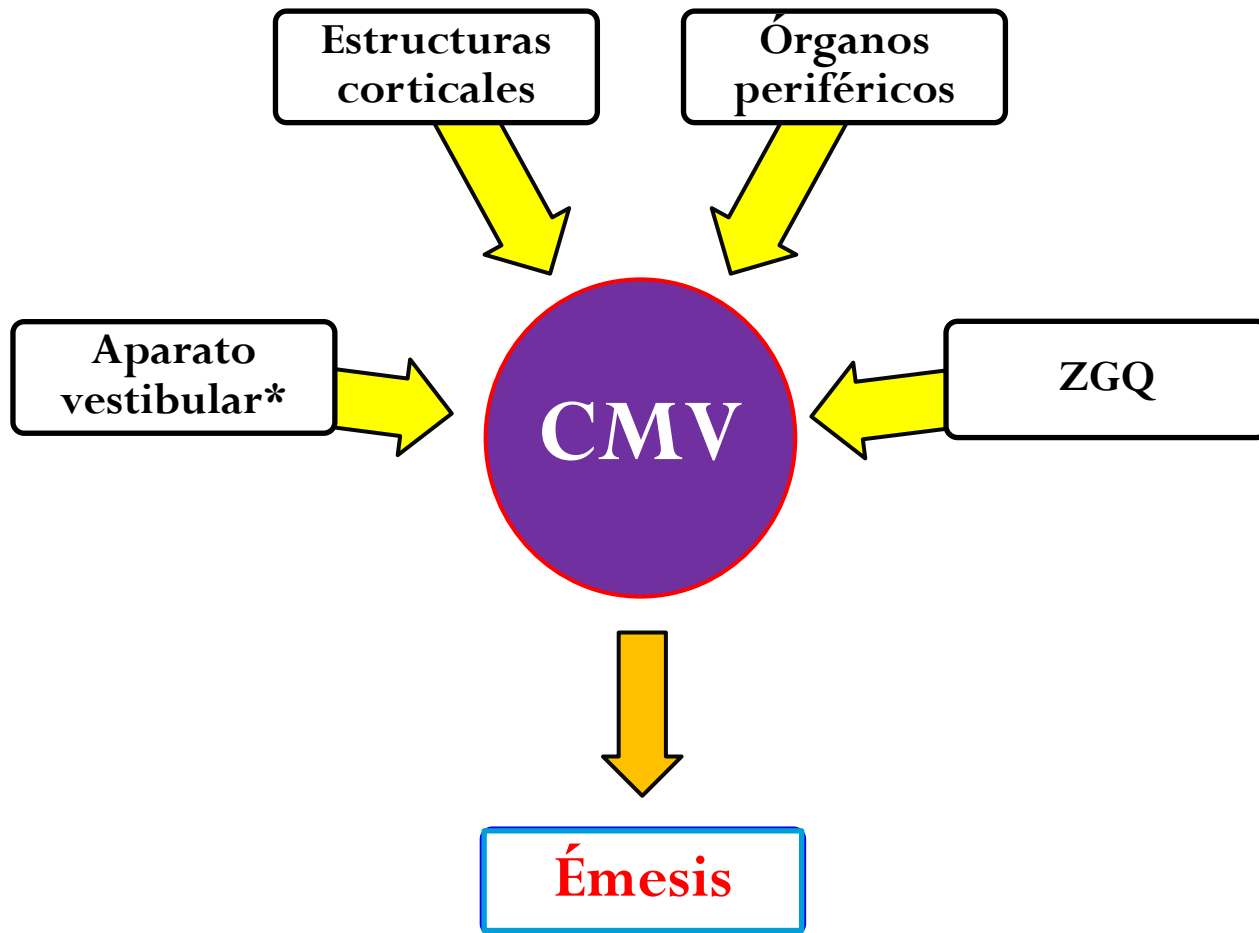 Estructuras
corticales
Órganos
periféricos
Aparato
vestibular*
ZGQ
CMV
Émesis